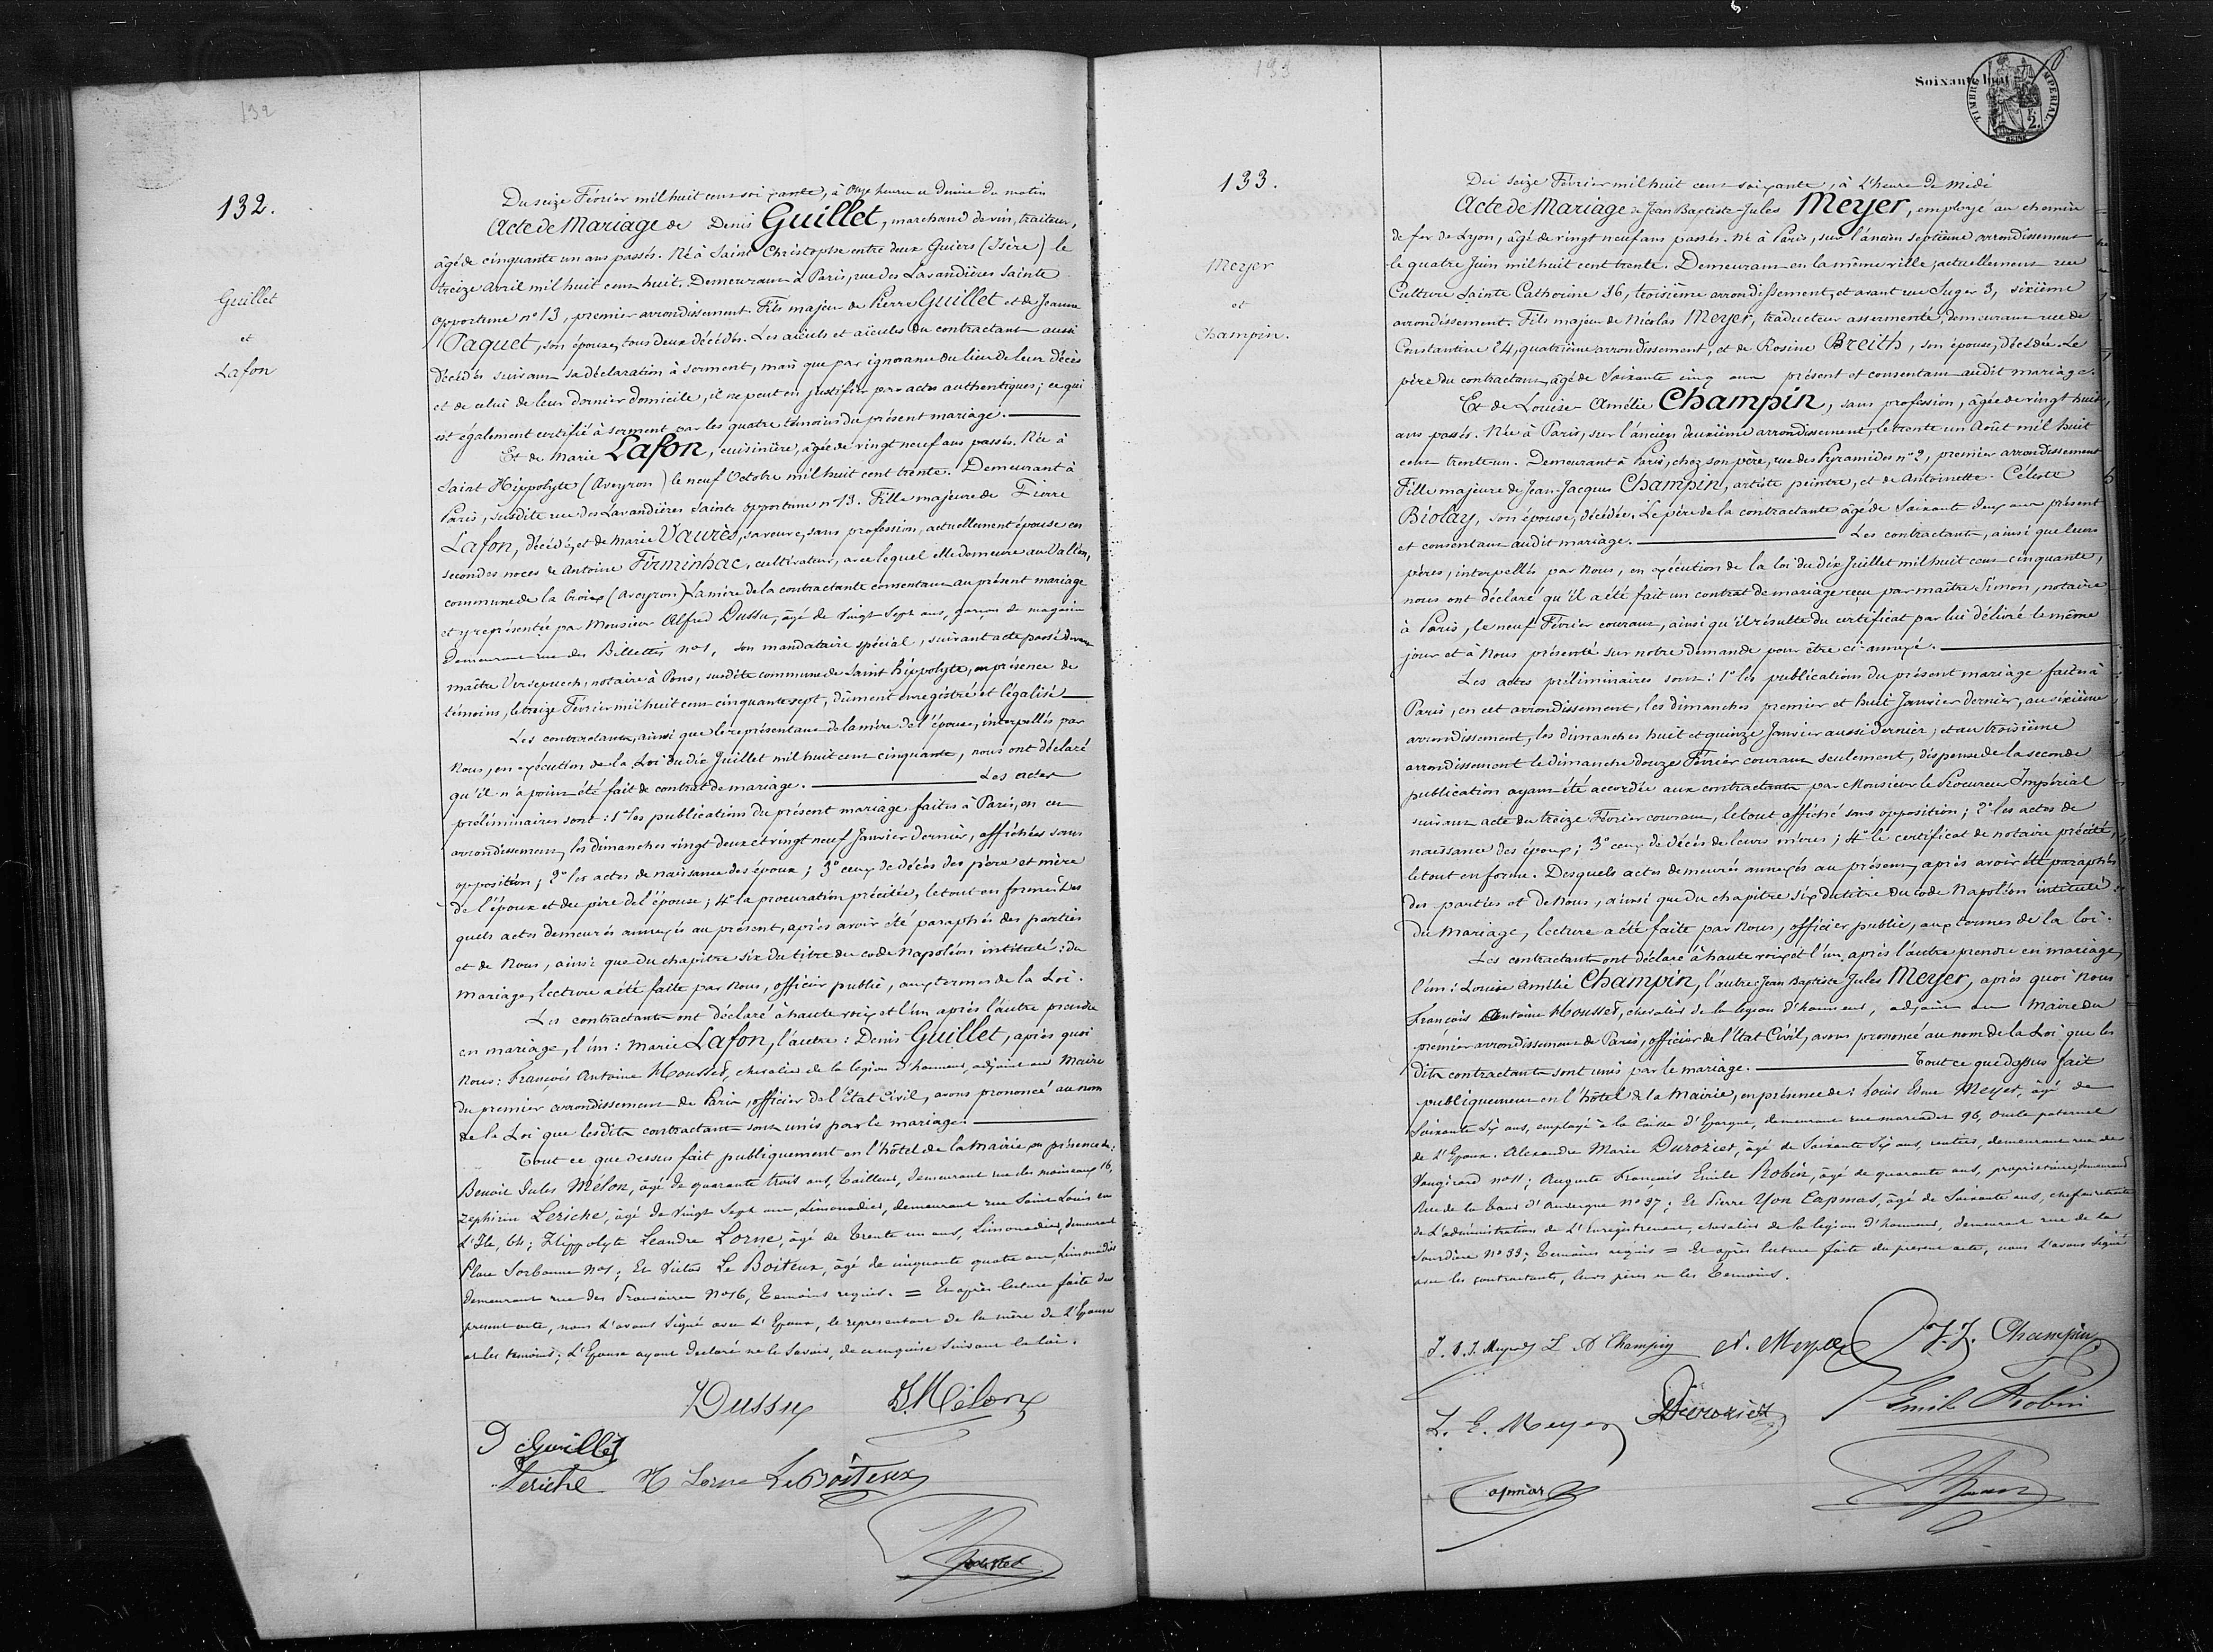 132
132.
Guillet
et
Lafon
Du seize Février mil huit cent soixante, à Onze heures et demie du matin
Acte de Mariage de Denis Guillet, marchand de vin, traiteur,
âgé de cinquante un ans passés. Né à Saint Christophe entre deux Guiers (Isère) le
treize avril mil huit cent huit. Demeurant à Paris, rue des Lavandières Sainte
opportune no 13, premier arrondissement. Fils majeur de Pierre Guillet et de Jeanne
Paquet, son épouse, tous deux décédés. Les aïeuls et aïeules du contractant aussi
décédés suivant sa déclaration à serment, mais que par ignorance du lieu de leur décès
et de celui de leur dernier domicile, il ne peut en justifier par actes authentiques; ce qui
est également certifié à serment par les quatre témoins du présent mariage.
Et de Marie Lafon, cuisinière, âgée de vingt neuf ans passés. Née à
Saint Hippolyte (Aveyron) le neuf Octobre mil huit cent trente. Demeurant à
Paris, susdite rue des Lavandières Sainte opportune no 13. Fille majeure de Pierre
Lafon, décédé, et de Marie Vaurès, sa veuve, sans profession, actuellement épouse en
secondes noces de Antoine Firminhac, cultivateur, avec lequel elle demeure au Vallon,
commune de la Croix (Aveyron) La mère de la contractante consentant au présent mariage
et y représentée par Monsieur Alfred Dussu, âgé de vingt sept ans, garçon de magasin
demeurant rue des Billettes no 1, son mandataire spécial, suivant acte passé devant
maître Versepuech, notaire à Pons, susdite commune de Saint hippolyte, en présence de
témoins, le treize Février mil huit cent cinquante sept, dûment enregistré et légalisé
Les contractants, ainsi que le représentant de la mère de l'épouse, interpellés par
Nous, en exécution de la Loi du dix Juillet mil huit cent cinquante, nous ont déclaré
qu'il n'a point été fait de contrat de mariage. Les actes
préliminaires sont: 1o les publications du présent mariage faites à Paris, en cet
arrondissement, les dimanches vingt deux et vingt neuf Janvier dernier, affichées sans
opposition; 2o les actes de naissance des époux; 3o ceux de décès des père et mère
de l'époux et du père de l'épouse; 4o la procuration précitée, le tout en forme. Des
quels actes demeurés annexés au présent, après avoir été paraphés des parties
et de Nous, ainsi que du chapitre six du titre du code Napoléon intitulé: du
Mariage, lecture a été faite par Nous, officier public, aux termes de la Loi.
Les contractants ont déclaré à haute voix et l'un après l'autre prendre
en mariage, l'un: Marie Lafon, l'autre: Denis Guillet, après quoi
Nous: François Antoine Mousset, chevalier de la légion d'honneur, adjoint au Maire
du premier arrondissement de Paris, officier de l'Etat Civil, avons prononcé au nom
de la Loi que lesdits contractants sont unis par le mariage.
Tout ce que dessus fait publiquement en l'hôtel de la Mairie en présence de:
Benoit Jules Mélon, âgé de quarante trois ans, tailleur, demeurant rue des moineaux 16,
Zéphirin Leriche, âgé de vingt sept ans, Limonadier, demeurant rue Saint Louis en
L'Ile, 64; Hippolyte Leandre Lorne, âgé de Trente un ans, Limonadier, demeurant
Place Sorbonne no 1; Et Victor Le Boiteux, âgé de cinquante quatre ans, Limonadier
demeurant rue des no 16, Temoins requis. = Et après lecture faite du
présent acte, nous l'avons signé avec L'Epoux, le representant de la mère de L'Epouse
et les temoins; L'Epouse ayant declaré ne le Savoir, de ce enquise Suivant la loi.
Dussu J. Mélon
D Guillet
Leriche H Lorne Le Boiteux
Mousset
133
Soixante huit
TIMBRE IMPERIAL
2.
SEINE
133.
Meyer
et
Champin.
Du seize Février mil huit cent soixante, à L'heure de midi
Acte de Mariage de Jean Baptiste Jules Meyer, employé au chemin
de fer de Lyon, âgé de vingt neuf ans passés. Né à Paris, sur l'ancien septième arrondissement
le quatre Juin mil huit cent trente. Demeurant en la même ville, actuellement rue
Culture Sainte Catherine 36, troisième arrondissement, et avant rue Suger 3, sixième
arrondissement. Fils majeur de Nicolas Meyer, traducteur assermenté, demeurant rue de
Constantine 24, quatrième arrondissement, et de Rosine Breith, son épouse, décédée. Le
père du contractant âgé de Soixante cinq ans présent et consentant audit mariage.
Et de Louise Amélie Champin, sans profession, âgée de vingt huit
ans passés. Née à Paris, sur l'ancien deuxième arrondissement, le trente un Août mil huit
cent trente un. Demeurant à Paris, chez son père, rue des Pyramides no 2, premier arrondissement
Fille majeure de Jean-Jacques Champin, artiste peintre, et de Antoinette Céleste
Biolay, son épouse, décédée. Le père de la contractante âgé de Soixante deux ans présent
et consentant audit mariage. Les contractants, ainsi que leurs
pères, interpellés par Nous, en exécution de la loi du dix Juillet mil huit cent cinquante,
nous ont déclaré qu'il a été fait un contrat de mariage reçu par maître Simon, notaire
à Paris, le neuf Février courant, ainsi qu'il résulte du certificat par lui délivré le même
jour et à Nous présenté sur notre demande pour être ci-annexé.
Les actes préliminaires sont: 1o les publications du présent mariage faites à
Paris, en cet arrondissement, les dimanches premier et huit Janvier dernier, au sixième
arrondissement, les dimanches huit et quinze Janvier aussi dernier, et au troisième
arrondissement le dimanche douze Février courant seulement, dispense de la seconde
publication ayant été accordée aux contractants par Monsieur le Procureur Impérial
suivant acte du treize Février courant, le tout affiché sans opposition; 2o les actes de
naissance des époux; 3o ceux de décès de leurs mères; 4o le certificat de notaire précité,
le tout en forme. Desquels actes demeurés annexés au présent, après avoir été paraphés
des parties et de Nous, ainsi que du chapitre six du titre du code Napoléon intitulé:
du Mariage, lecture a été faite par Nous, officier public, aux termes de la loi.
Les contractants ont déclaré à haute voix et l'un après l'autre prendre en mariage,
l'un: Louise Amélie Champin, l'autre: Jean Baptiste Jules Meyer, après quoi Nous
François Antoine Mousset, chevalier de la légion d'honneur, adjoint au Maire du
premier arrondissement de Paris, officier de l'Etat Civil, avons prononcé au nom de la Loi que les
dits contractants sont unis par le mariage. Tout ce que dessus fait
publiquement en l'hôtel de la Mairie, en présence de: Louis Edme Meyer, âgé de
Soixante Six ans, employé à la Caisse d'Epargne, demeurant rue 96, Oncle paternel
de L'Epoux. Alexandre Marie Duroziez, âgé de Soixante Six ans, rentier, demeurant rue de
Vaugirard no 11; Auguste François Emile Robin, âgé de quarante ans, propriétaire, demeurant
Rue de la Tour d'Auvergne no 37; Et Pierre Yon Capmas, âgé de Soixante ans, chef en retraite
de L'administration de L'Enregistrement, chevalier de la légion d'honneur, demeurant rue de la
Sourdière no 33; Temoins requis = Et après lecture faite du présent acte, nous l'avons signé
avec les contractants, leurs pères et les Temoins.
J. B. J. Meyer L A Champin N. Meyer J. J. Champin
L. E. Meyer Duroziez Emile Robin
Capmas